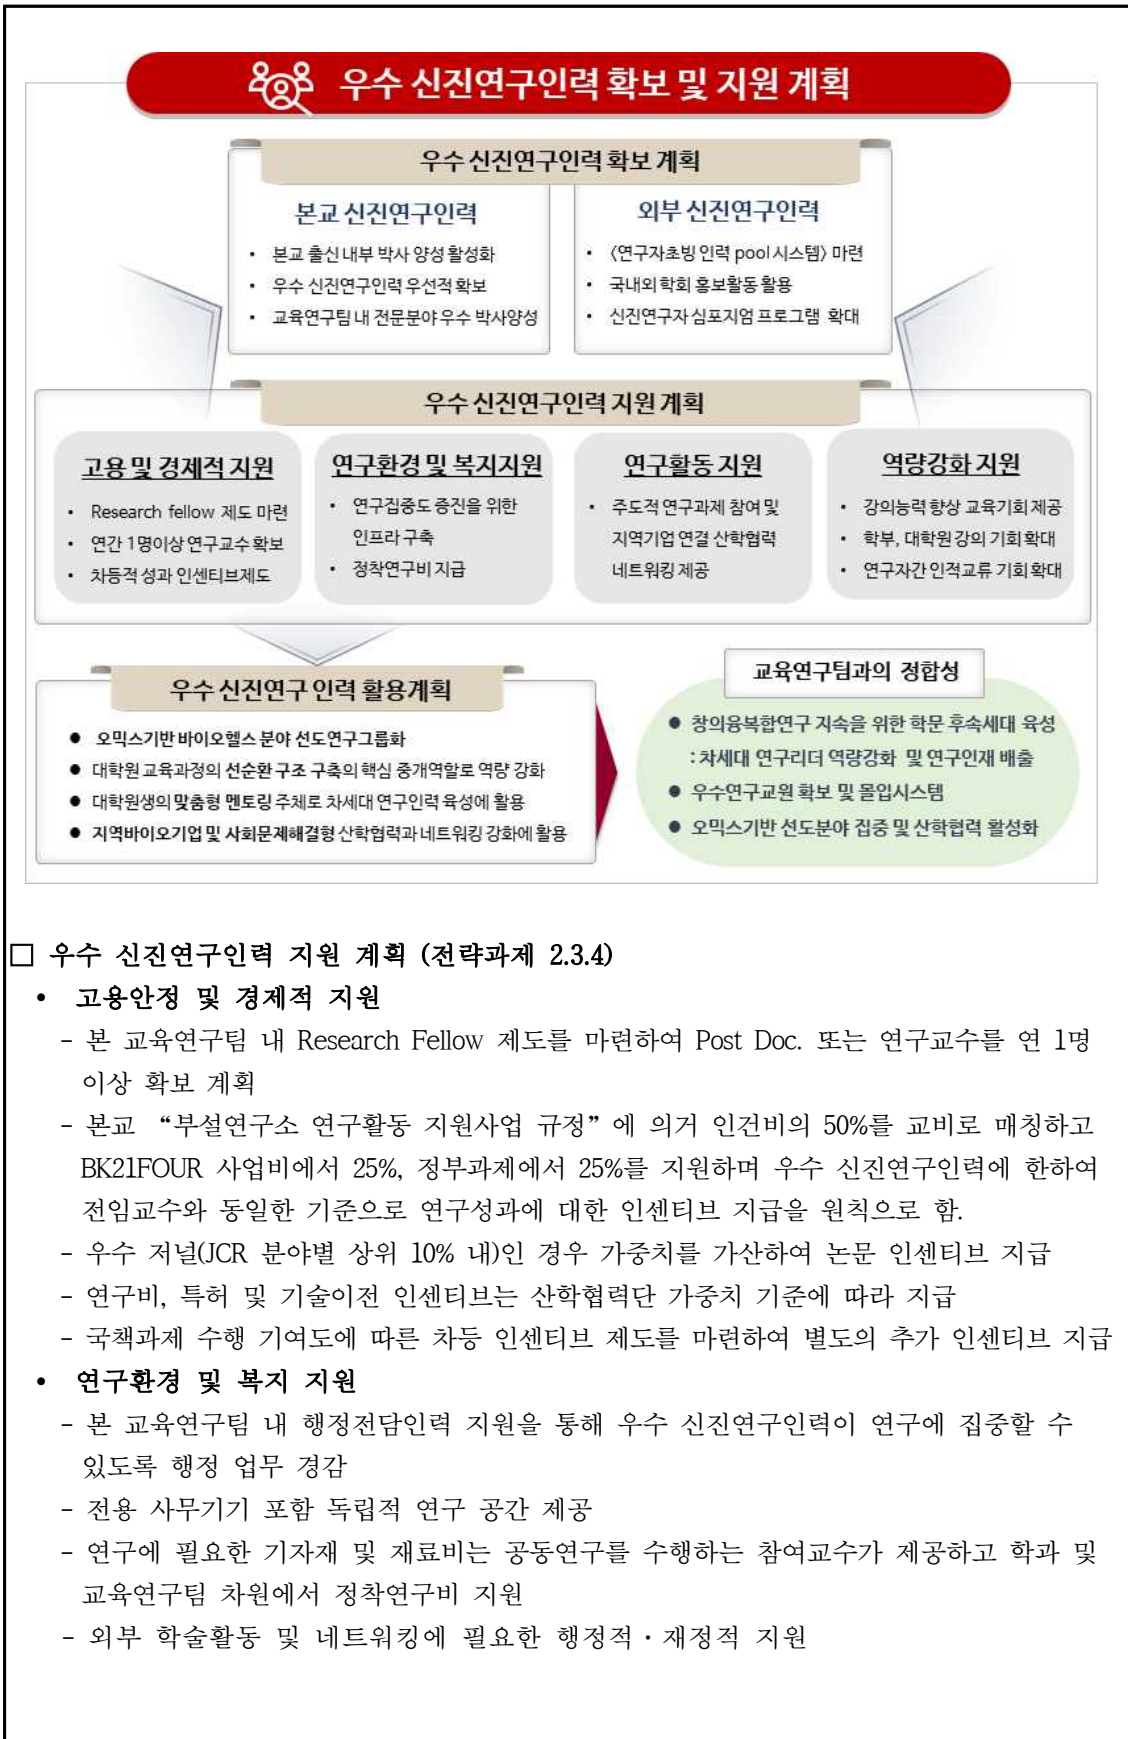 우수 신진연구인력 확보 및 지원 계획
우수 신진연구인력 확보 계획
본교 신진연구인력
• 본교 출신 내부 박사 양성 활성화
• 우수 신진연구인력 우선적 확보
• 교육연구팀 내 전문분야 우수 박사양성
외부 신진연구인력
• 〈연구자초빙 인력 pool 시스템〉 마련
• 국내외 학회 홍보활동 활용
• 신진연구자 심포지엄 프로그램 확대
우수 신진연구인력 지원 계획
고용 및 경제적 지원
• Research fellow 제도 마련
• 연간 1명이상 연구교수 확보
• 차등적 성과 인센티브제도
연구환경 및 복지지원
• 연구집중도 증진을 위한
인프라 구축
• 정착연구비 지급
연구활동 지원
• 주도적 연구과제 참여 및
지역기업 연결 산학협력
네트워킹 제공
역량강화 지원
• 강의능력 향상 교육기회 제공
• 학부, 대학원 강의 기회 확대
• 연구자간 인적교류 기회 확대
우수 신진연구 인력 활용계획
● 오믹스기반 바이오헬스 분야 선도연구그룹화
● 대학원 교육과정의 선순환 구조 구축의 핵심 중개역할로 역량 강화
● 대학원생의 맞춤형 멘토링 주체로 차세대 연구인력 육성에 활용
● 지역바이오기업 및 사회문제해결형 산학협력과 네트워킹 강화에 활용
교육연구팀과의 정합성
● 창의융복합연구 지속을 위한 학문 후속세대 육성
: 차세대 연구리더 역량강화 및 연구인재 배출
● 우수연구교원 확보 및 몰입시스템
● 오믹스기반 선도분야 집중 및 산학협력 활성화
□ 우수 신진연구인력 지원 계획 (전략과제 2.3.4)
• 고용안정 및 경제적 지원
- 본 교육연구팀 내 Research Fellow 제도를 마련하여 Post Doc. 또는 연구교수를 연 1명
이상 확보 계획
- 본교 “부설연구소 연구활동 지원사업 규정”에 의거 인건비의 50%를 교비로 매칭하고
BK21FOUR 사업비에서 25%, 정부과제에서 25%를 지원하며 우수 신진연구인력에 한하여
전임교수와 동일한 기준으로 연구성과에 대한 인센티브 지급을 원칙으로 함.
- 우수 저널(JCR 분야별 상위 10% 내)인 경우 가중치를 가산하여 논문 인센티브 지급
- 연구비, 특허 및 기술이전 인센티브는 산학협력단 가중치 기준에 따라 지급
- 국책과제 수행 기여도에 따른 차등 인센티브 제도를 마련하여 별도의 추가 인센티브 지급
• 연구환경 및 복지 지원
- 본 교육연구팀 내 행정전담인력 지원을 통해 우수 신진연구인력이 연구에 집중할 수
있도록 행정 업무 경감
- 전용 사무기기 포함 독립적 연구 공간 제공
- 연구에 필요한 기자재 및 재료비는 공동연구를 수행하는 참여교수가 제공하고 학과 및
교육연구팀 차원에서 정착연구비 지원
- 외부 학술활동 및 네트워킹에 필요한 행정적·재정적 지원